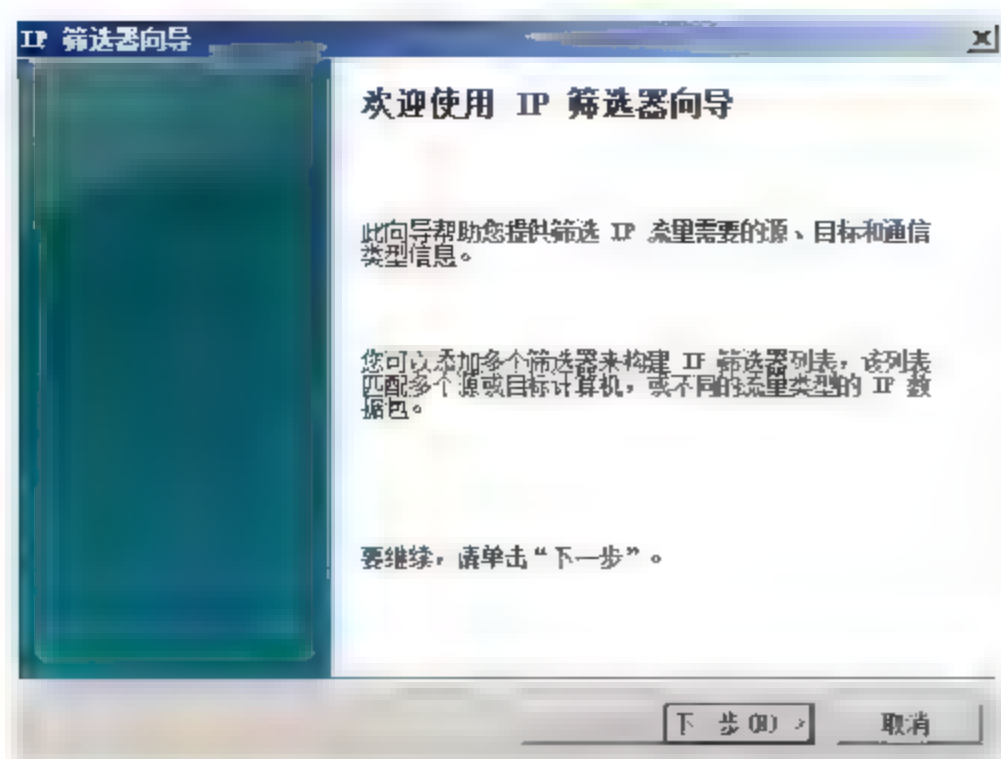 IP 筛选器向导
欢迎使用 IP 筛选器向导
此向导帮助您提供筛选 IP 流量需要的源、目标和通信
类型信息。
您可以添加多个筛选器来构建 IP 筛选器列表，该列表
匹配多个源或目标计算机，或不同的流量类型的 IP 数
据包。
要继续，请单击“下一步”。
下一步(N) >
取消